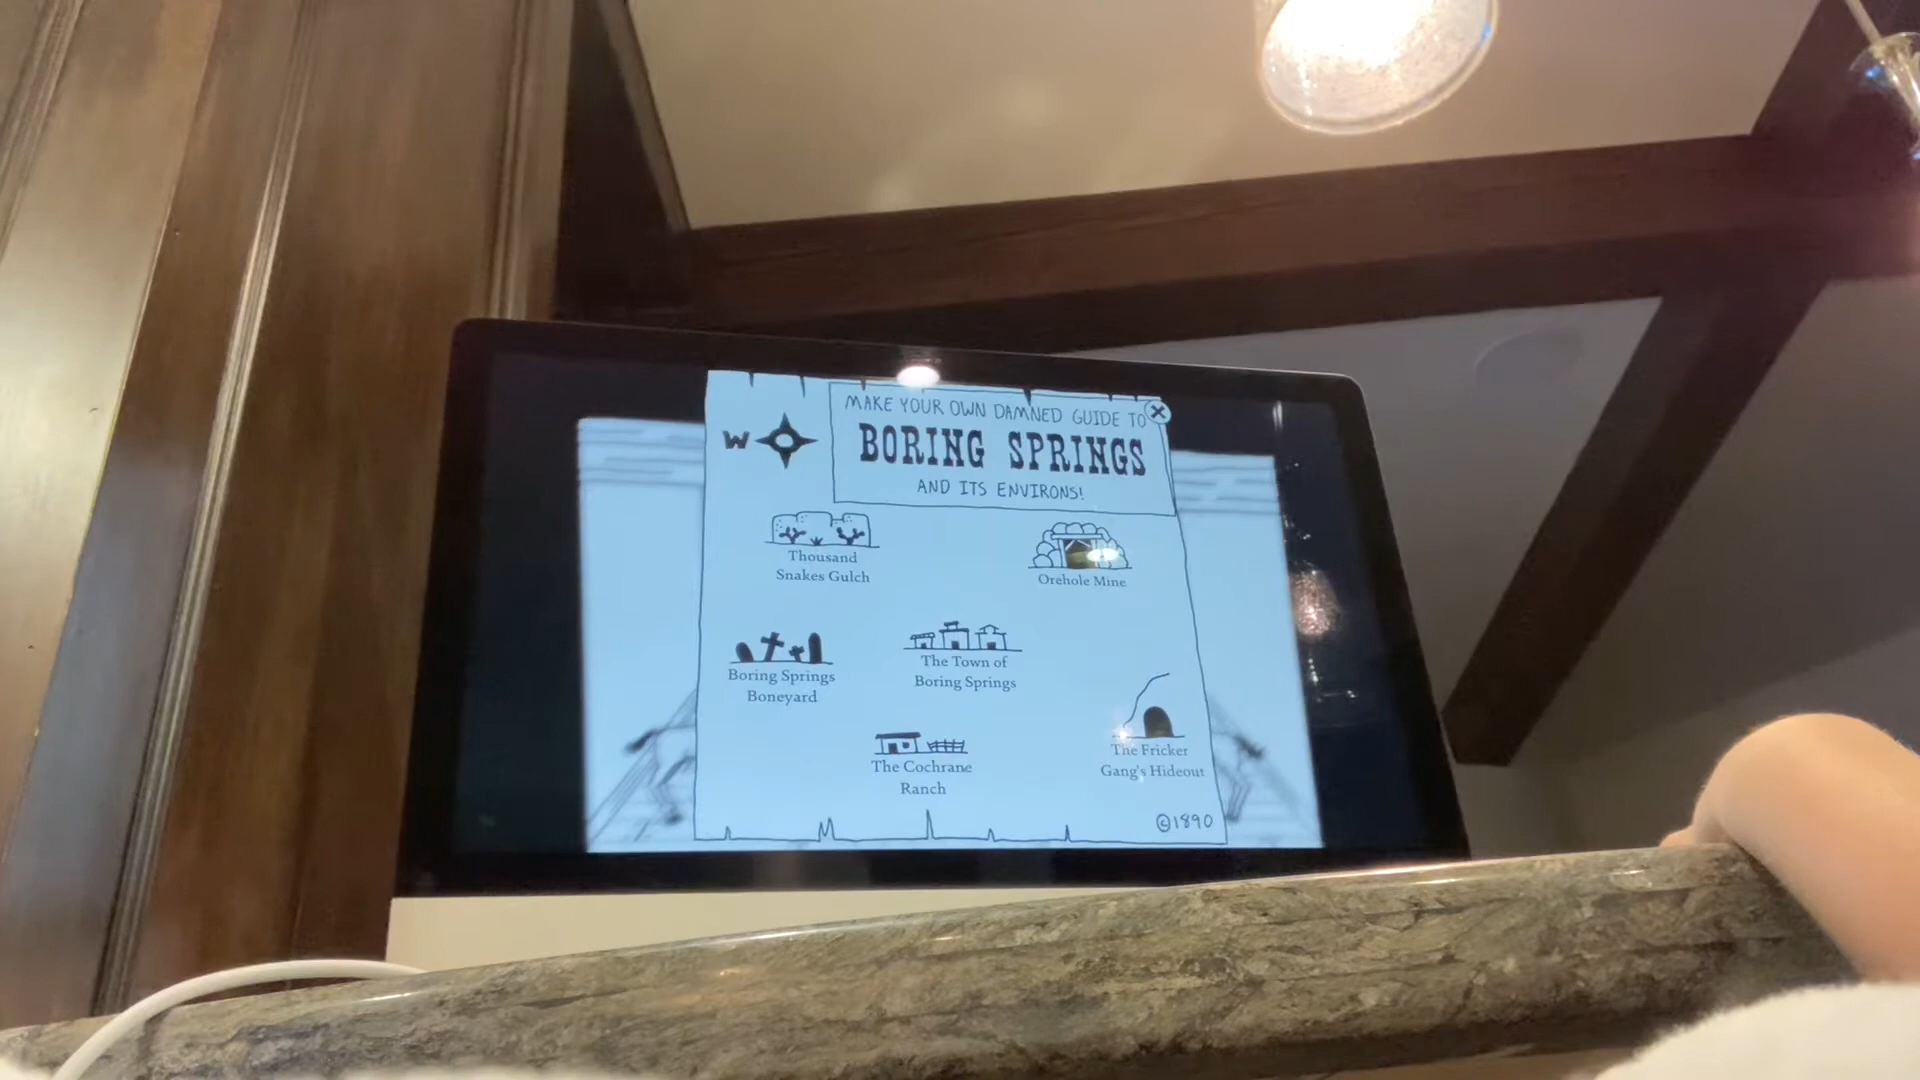 MAKE YOUR OWN DAMNED GUIDE TO
W
BORING SPRINGS
AND ITS ENVIRONS!
Thousand
Snakes Gulch
Orehole Mine
Boring Springs
Boneyard
The Town of
Boring Springs
The Fricker
Gang's Hideout
The Cochrane
Ranch
©1890